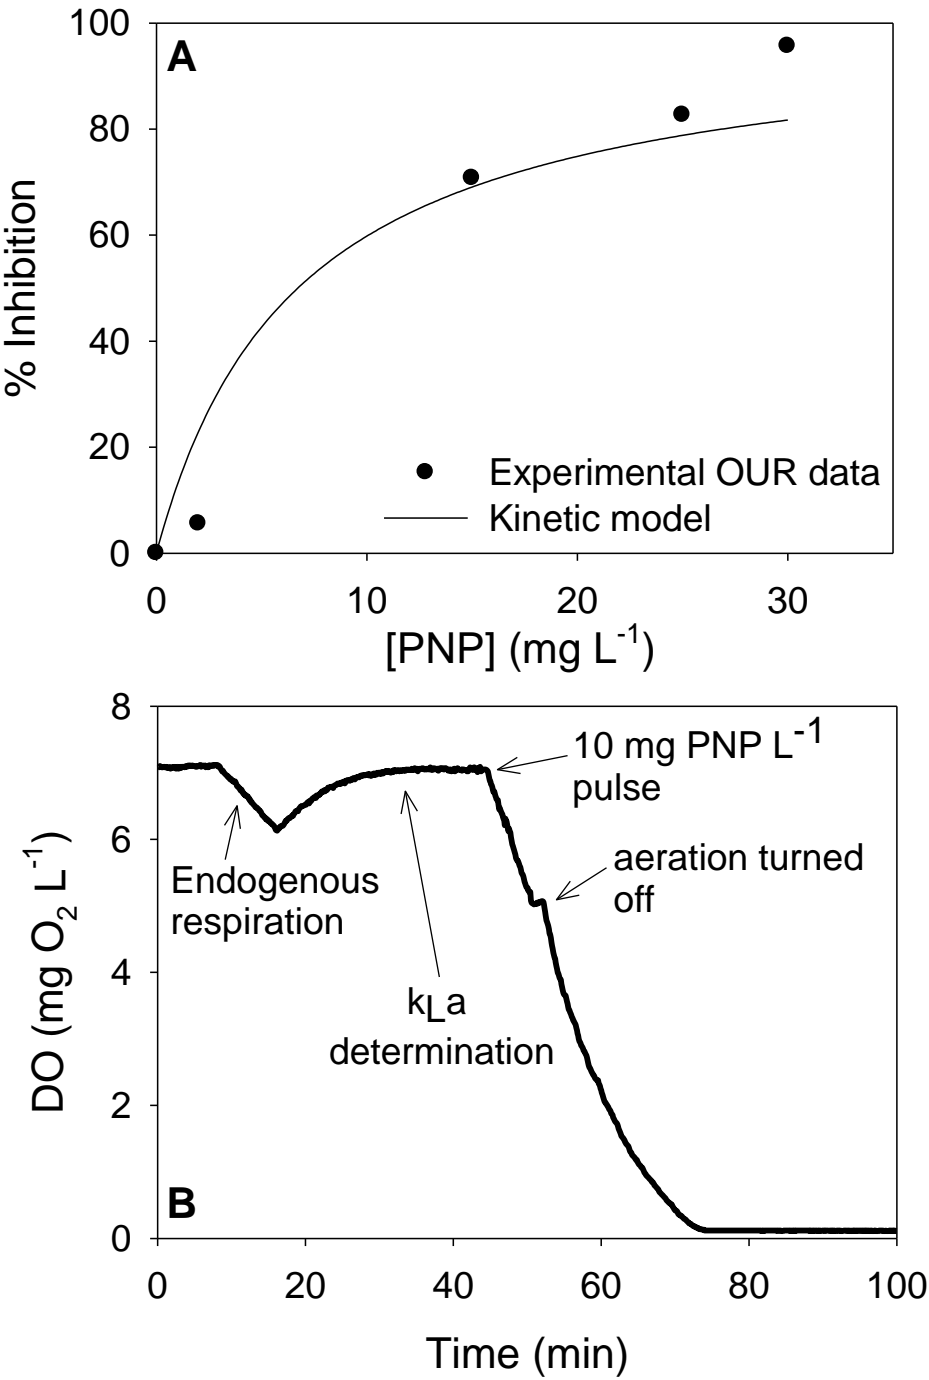 100
A
80
60
40
20
0
% Inhibition
Experimental OUR data
Kinetic model
0 10 20 30
[PNP] (mg L-1)
8
6
4
2
0
DO (mg O2 L-1)
10 mg PNP L-1
pulse
aeration turned
off
Endogenous
respiration
kLa
determination
B
0 20 40 60 80 100
Time (min)